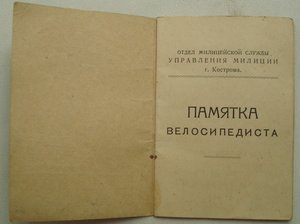 ОТДЕЛ МИЛИЦЕЙСКОЙ СЛУЖБЫ
УПРАВЛЕНИЯ МИЛИЦИИ
г. Кострома.
ПАМЯТКА
ВЕЛОСИПЕДИСТА